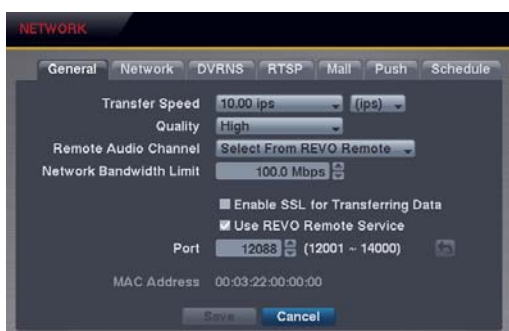 NETWORK
General Network DVRNS RTSP Mail Push Schedule
Transfer Speed 10.00 ips (ips)
Quality High
Remote Audio Channel Select From REVO Remote
Network Bandwidth Limit 100.0 Mbps
Enable SSL for Transferring Data
Use REVO Remote Service
Port 12088 (12001 ~ 14000)
MAC Address 00:03:22:00:00:00
Save Cancel